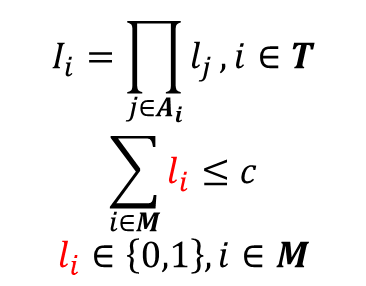 I_i = ∏_{j∈A_i} l_j , i ∈ T
∑_{i∈M} l_i ≤ c
l_i ∈ {0,1}, i ∈ M